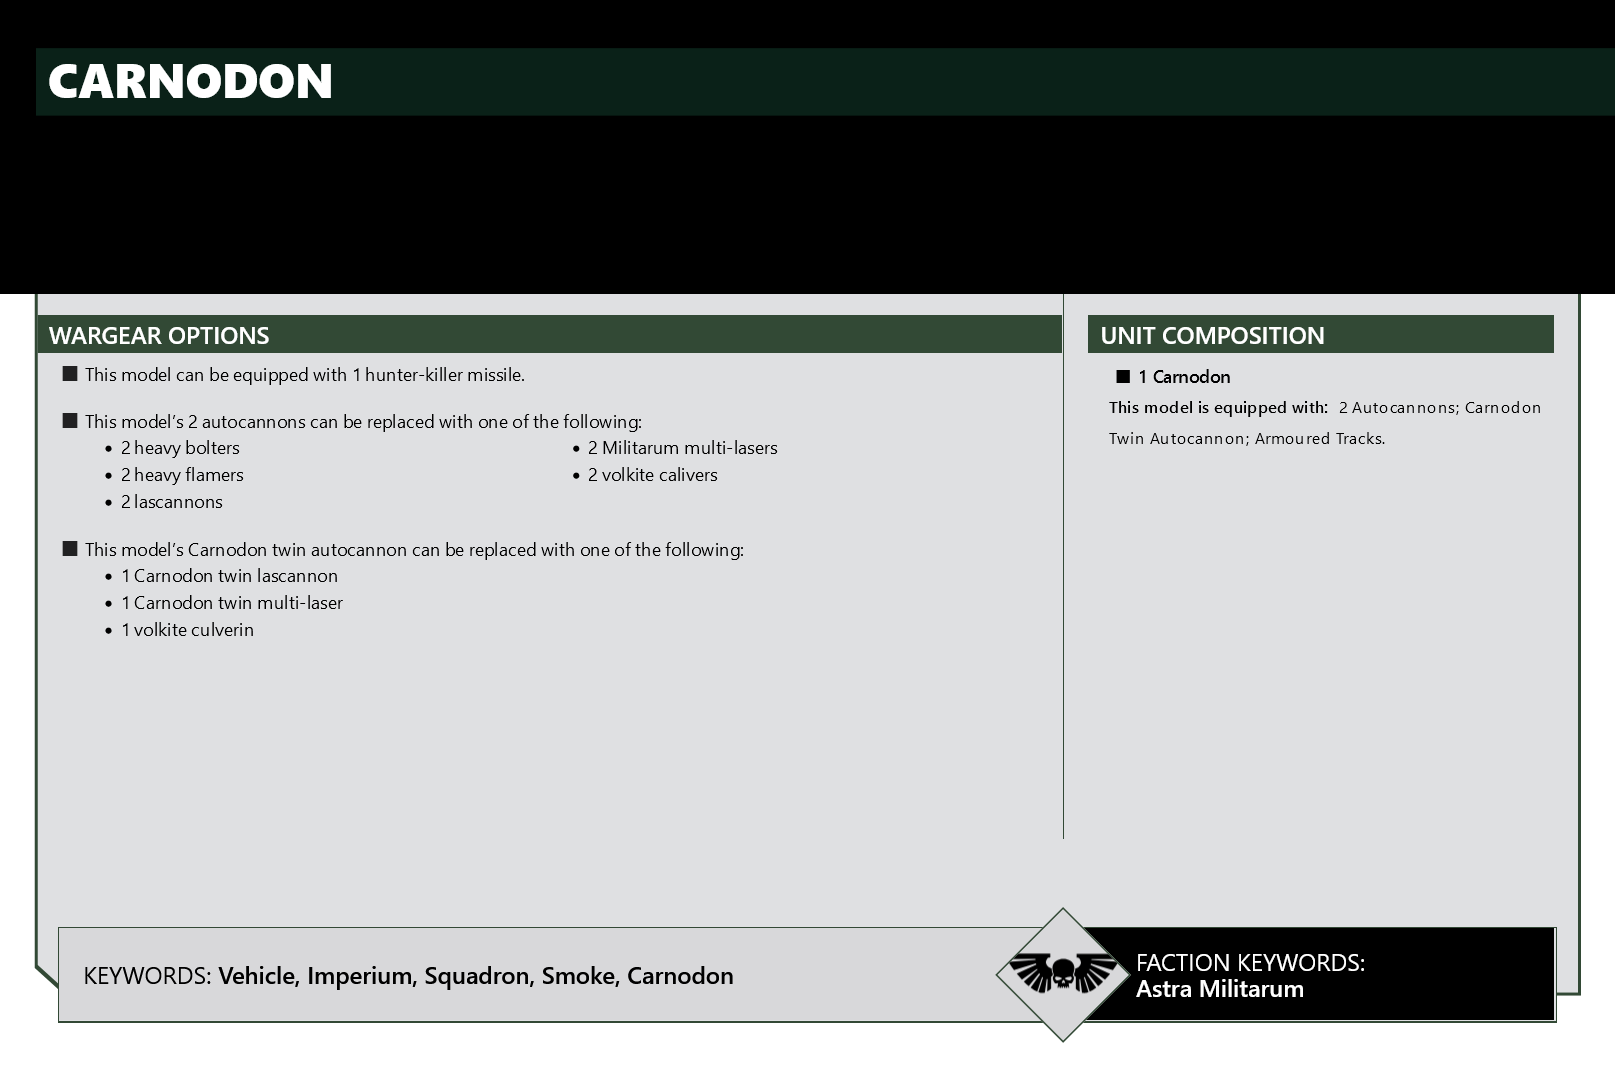 CARNODON
WARGEAR OPTIONS
■ This model can be equipped with 1 hunter-killer missile.
■ This model’s 2 autocannons can be replaced with one of the following:
• 2 heavy bolters
• 2 heavy flamers
• 2 lascannons
• 2 Militarum multi-lasers
• 2 volkite calivers
■ This model’s Carnodon twin autocannon can be replaced with one of the following:
• 1 Carnodon twin lascannon
• 1 Carnodon twin multi-laser
• 1 volkite culverin
UNIT COMPOSITION
■ 1 Carnodon
This model is equipped with: 2 Autocannons; Carnodon
Twin Autocannon; Armoured Tracks.
KEYWORDS: Vehicle, Imperium, Squadron, Smoke, Carnodon
FACTION KEYWORDS:
Astra Militarum